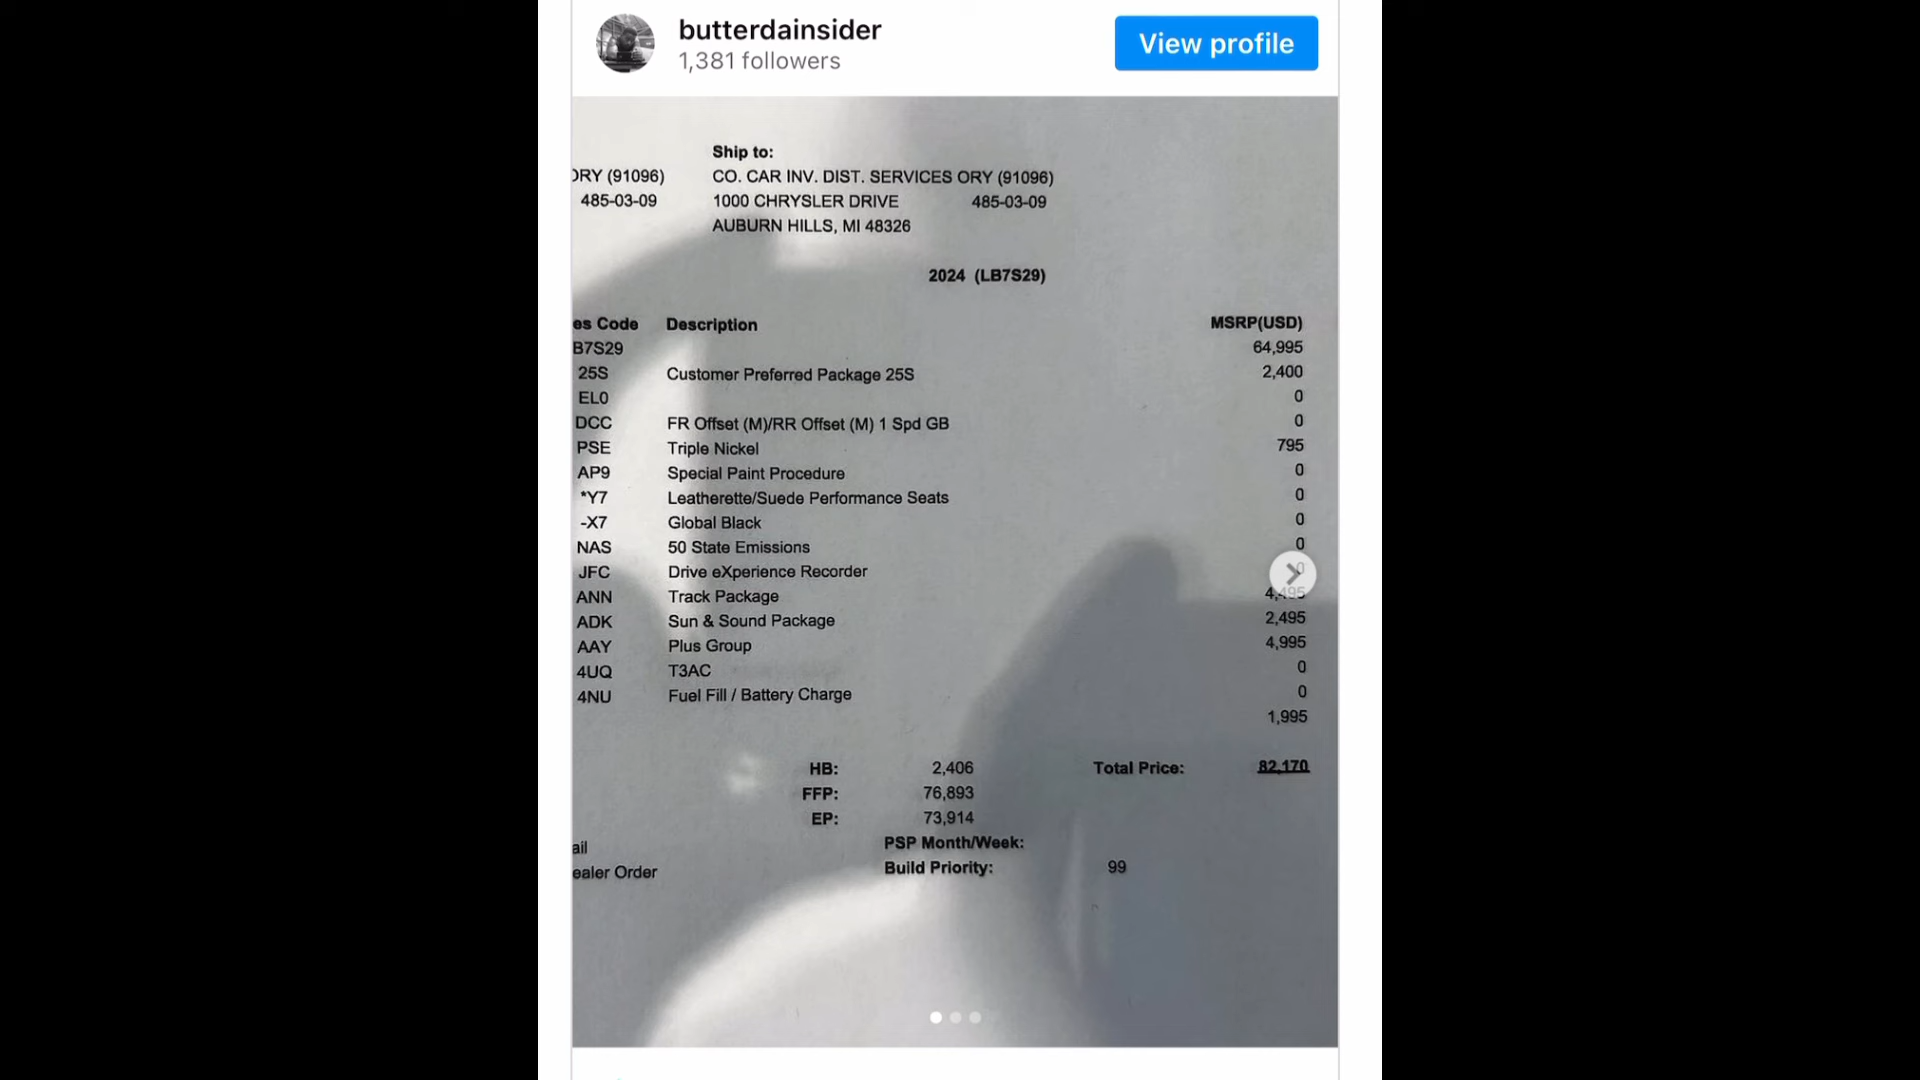 butterdainsider
1,381 followers
View profile
Ship to:
ORY (91096) CO. CAR INV. DIST. SERVICES ORY (91096)
485-03-09 1000 CHRYSLER DRIVE 485-03-09
AUBURN HILLS, MI 48326
2024 (LB7S29)
es Code Description MSRP(USD)
B7S29 64,995
25S Customer Preferred Package 25S 2,400
EL0 0
DCC FR Offset (M)/RR Offset (M) 1 Spd GB 0
PSE Triple Nickel 795
AP9 Special Paint Procedure 0
*Y7 Leatherette/Suede Performance Seats 0
-X7 Global Black 0
NAS 50 State Emissions 0
JFC Drive eXperience Recorder 0
ANN Track Package 4,495
ADK Sun & Sound Package 2,495
AAY Plus Group 4,995
4UQ T3AC 0
4NU Fuel Fill / Battery Charge 0
1,995
HB: 2,406 Total Price: 82,170
FFP: 76,893
EP: 73,914
ail PSP Month/Week:
ealer Order Build Priority: 99